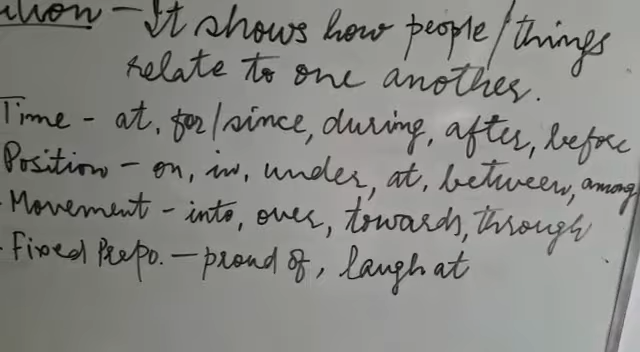 ition - It shows how people/things
relate to one another.
Time - at, for/since, during, after, before
Position - on, in, under, at, between, among
Movement - into, over, towards, through
Fixed Prepo. - proud of, laugh at